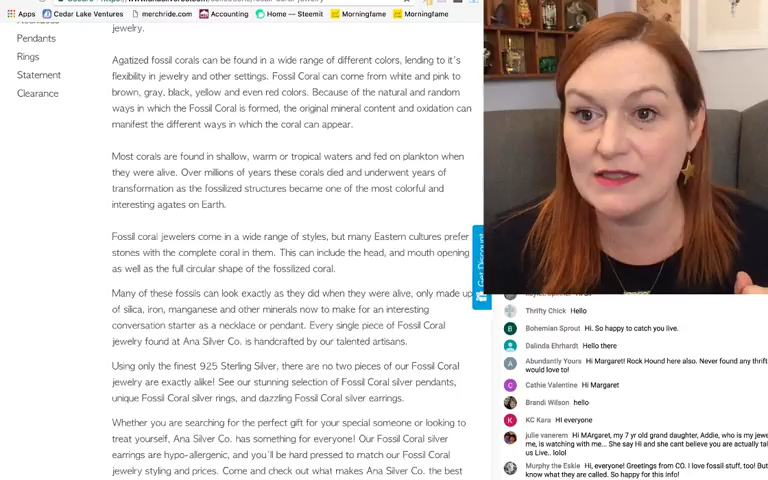 Apps Cedar Lake Ventures merchride.com Accounting Home — Steemit Morningfame Morningfame
Pendants
Rings
Statement
Clearance
jewelry.
Agatized fossil corals can be found in a wide range of different colors, lending to it's
flexibility in jewelry and other settings. Fossil Coral can come from white and pink to
brown, gray, black, yellow and even red colors. Because of the natural and random
ways in which the Fossil Coral is formed, the original mineral content and oxidation can
manifest the different ways in which the coral can appear.
Most corals are found in shallow, warm or tropical waters and fed on plankton when
they were alive. Over millions of years these corals died and underwent years of
transformation as the fossilized structures became one of the most colorful and
interesting agates on Earth.
Fossil coral jewelers come in a wide range of styles, but many Eastern cultures prefer
stones with the complete coral in them. This can include the head, and mouth opening
as well as the full circular shape of the fossilized coral.
Many of these fossils can look exactly as they did when they were alive, only made up
of silica, iron, manganese and other minerals now to make for an interesting
conversation starter as a necklace or pendant. Every single piece of Fossil Coral
jewelry found at Ana Silver Co. is handcrafted by our talented artisans.
Using only the finest 925 Sterling Silver, there are no two pieces of our Fossil Coral
jewelry are exactly alike! See our stunning selection of Fossil Coral silver pendants,
unique Fossil Coral silver rings, and dazzling Fossil Coral silver earrings.
Whether you are searching for the perfect gift for your special someone or looking to
treat yourself, Ana Silver Co. has something for everyone! Our Fossil Coral silver
earrings are hypo-allergenic, and you'll be hard pressed to match our Fossil Coral
jewelry styling and prices. Come and check out what makes Ana Silver Co. the best
Get Discount
Thrifty Chick Hello
B Bohemian Sprout Hi. So happy to catch you live.
Dalinda Ehrhardt Hello there
A Abundantly Yours Hi Margaret! Rock Hound here also. Never found any thrift
would love to!
C Cathie Valentine Hi Margaret
Brandi Wilson hello
K KC Kara HI everyone
julie vanerem Hi MArgaret, my 7 yr old grand daughter, Addie, who is my jewe
me, is watching with me... She say Hi and she cant believe you are actually tal
us Live.. lolol
Murphy the Eskie Hi, everyone! Greetings from CO. I love fossil stuff, too! But
know what they are called. So happy for this info!